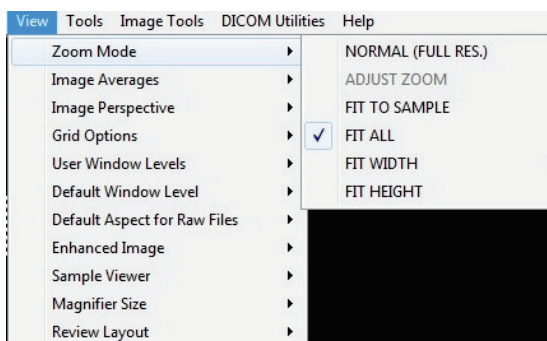 View Tools Image Tools DICOM Utilities Help
Zoom Mode
Image Averages
Image Perspective
Grid Options
User Window Levels
Default Window Level
Default Aspect for Raw Files
Enhanced Image
Sample Viewer
Magnifier Size
Review Layout
NORMAL (FULL RES.)
ADJUST ZOOM
FIT TO SAMPLE
FIT ALL
FIT WIDTH
FIT HEIGHT